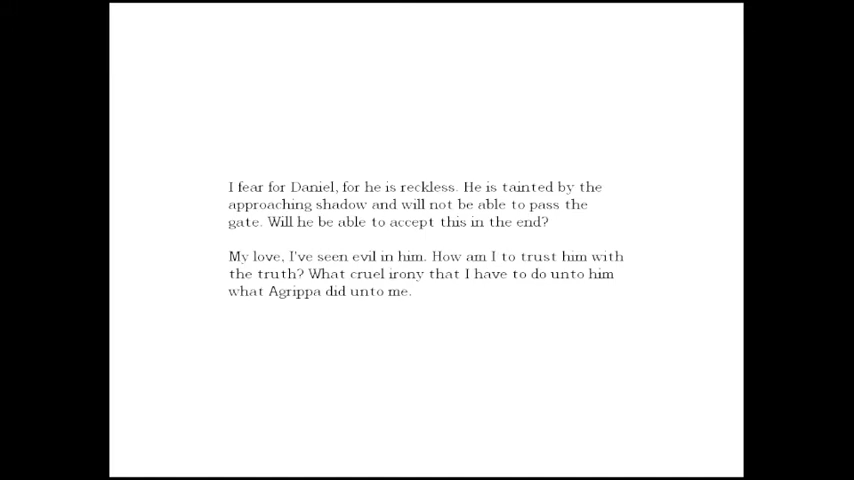 I fear for Daniel, for he is reckless. He is tainted by the
approaching shadow and will not be able to pass the
gate. Will he be able to accept this in the end?
My love, I've seen evil in him. How am I to trust him with
the truth? What cruel irony that I have to do unto him
what Agrippa did unto me.